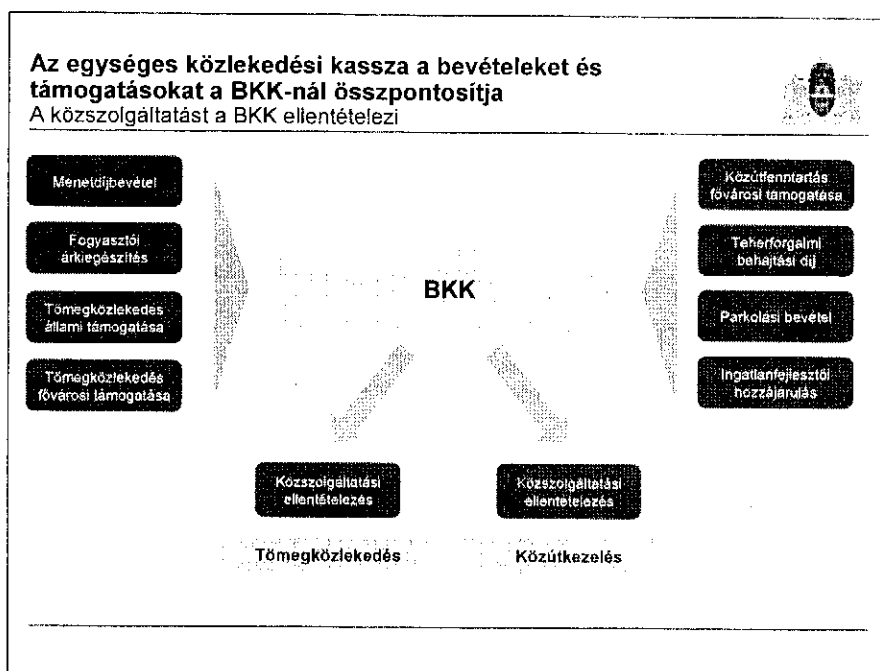 Az egységes közlekedési kassza a bevételeket és
támogatásokat a BKK-nál összpontosítja
A közszolgáltatást a BKK ellentételezi
Menetdíjbevétel
Fogyasztói
árkiegészítés
Tömegközlekedés
állami támogatása
Tömegközlekedés
fővárosi támogatása
BKK
Közútfenntartás
fővárosi támogatása
Teherforgalmi
behajtási díj
Parkolási bevétel
Ingatlanfejlesztői
hozzájárulás
Közszolgáltatási
ellentételezés
Közszolgáltatási
ellentételezés
Tömegközlekedés
Közútkezelés